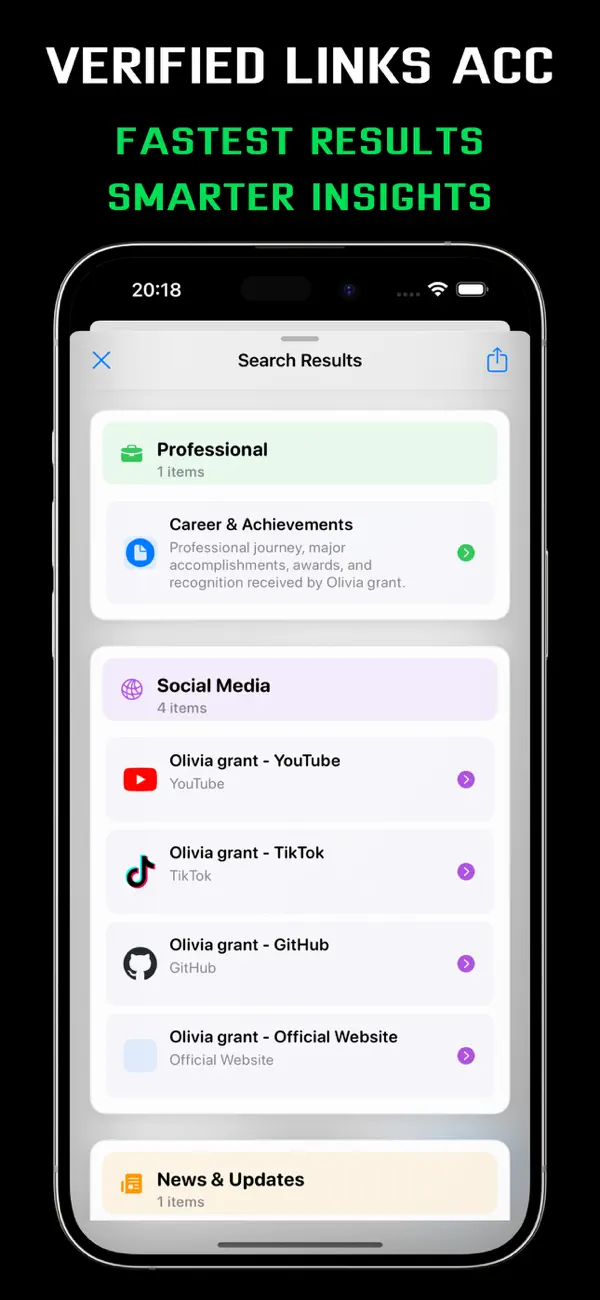 VERIFIED LINKS ACC
FASTEST RESULTS
SMARTER INSIGHTS
20:18
Search Results
Professional
1 items
Career & Achievements
Professional journey, major
accomplishments, awards, and
recognition received by Olivia grant.
Social Media
4 items
Olivia grant - YouTube
YouTube
Olivia grant - TikTok
TikTok
Olivia grant - GitHub
GitHub
Olivia grant - Official Website
Official Website
News & Updates
1 items